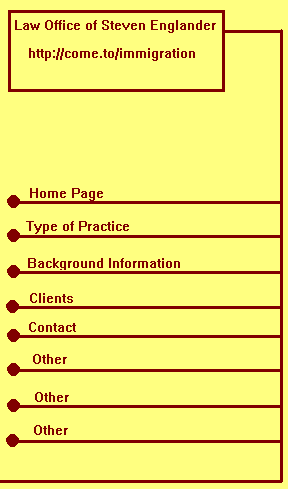 Law Office of Steven Englander
http://come.to/immigration
Home Page
Type of Practice
Background Information
Clients
Contact
Other
Other
Other